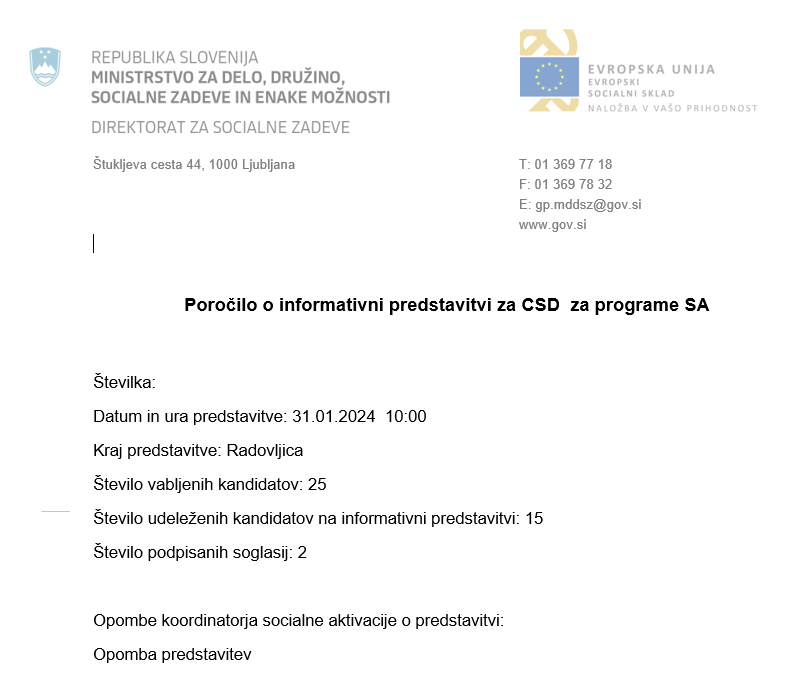 REPUBLIKA SLOVENIJA
MINISTRSTVO ZA DELO, DRUŽINO,
SOCIALNE ZADEVE IN ENAKE MOŽNOSTI
DIREKTORAT ZA SOCIALNE ZADEVE
EVROPSKA UNIJA
EVROPSKI
SOCIALNI SKLAD
NALOŽBA V VAŠO PRIHODNOST
Štukljeva cesta 44, 1000 Ljubljana
T: 01 369 77 18
F: 01 369 78 32
E: gp.mddsz@gov.si
www.gov.si
Poročilo o informativni predstavitvi za CSD  za programe SA
Številka:
Datum in ura predstavitve: 31.01.2024  10:00
Kraj predstavitve: Radovljica
Število vabljenih kandidatov: 25
Število udeleženih kandidatov na informativni predstavitvi: 15
Število podpisanih soglasij: 2
Opombe koordinatorja socialne aktivacije o predstavitvi:
Opomba predstavitev